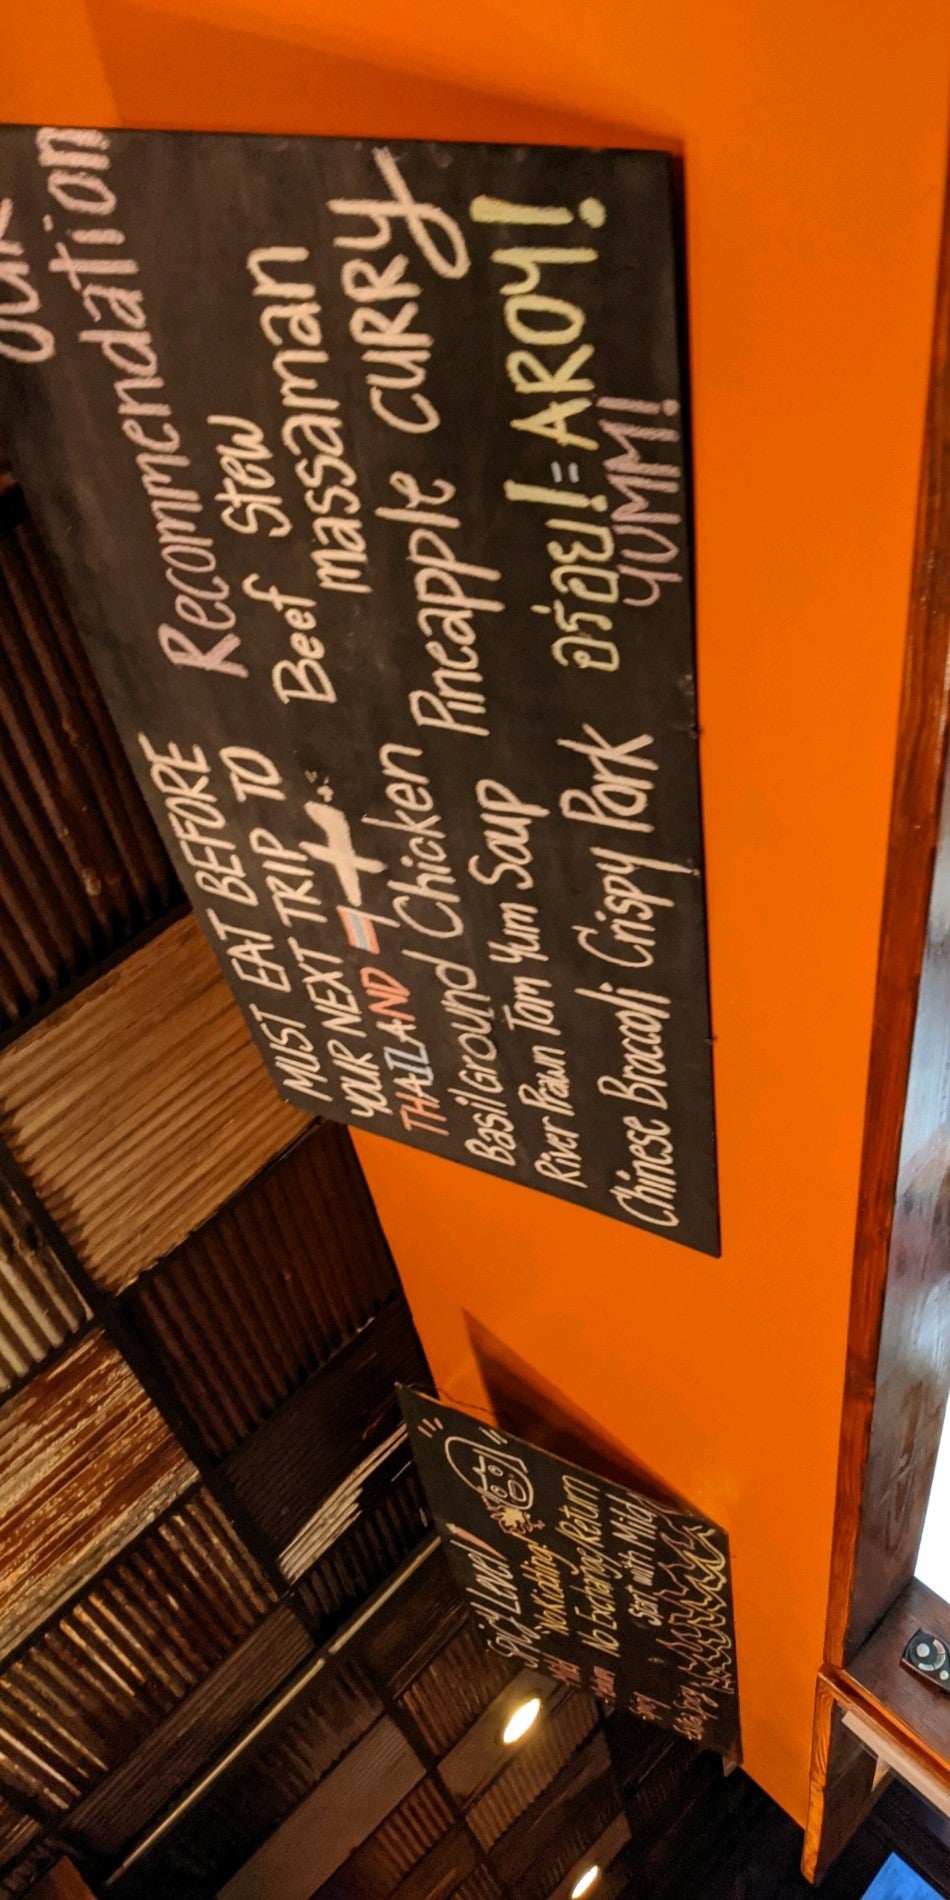 MUST EAT BEFORE
YOUR NEXT TRIP TO
THAILAND
Basil Ground Chicken
River Prawn Tom Yum Soup
Chinese Broccoli Crispy Pork
OUR
Recommendation
Beef Stew
massaman
Pineapple CURRY
อร่อย! = AROY!
YUMM!
Spicy Level
No Kidding!
No Exchange Return
Start with Mild!